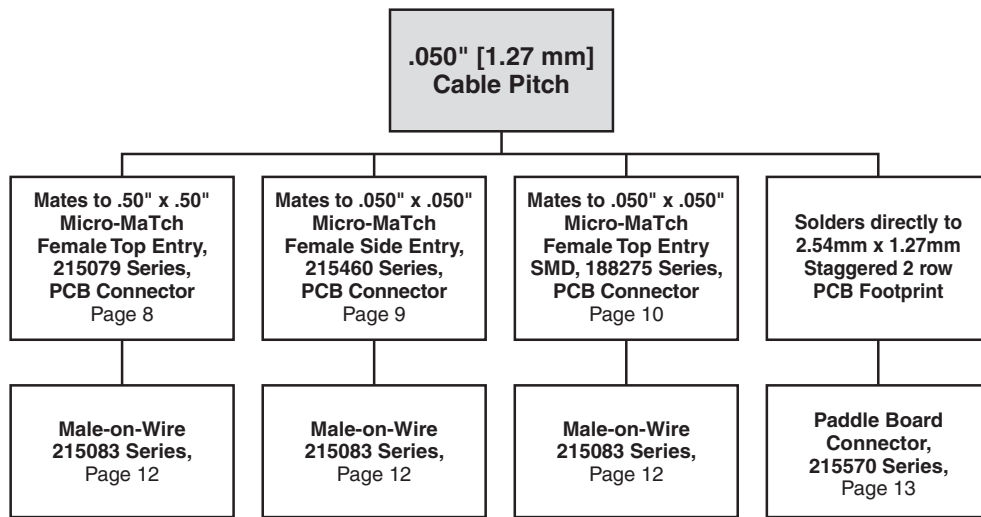 .050" [1.27 mm]
Cable Pitch
Mates to .50" x .50"
Micro-MaTch
Female Top Entry,
215079 Series,
PCB Connector
Page 8
Mates to .050" x .050"
Micro-MaTch
Female Side Entry,
215460 Series,
PCB Connector
Page 9
Mates to .050" x .050"
Micro-MaTch
Female Top Entry
SMD, 188275 Series,
PCB Connector
Page 10
Solders directly to
2.54mm x 1.27mm
Staggered 2 row
PCB Footprint
Male-on-Wire
215083 Series,
Page 12
Male-on-Wire
215083 Series,
Page 12
Male-on-Wire
215083 Series,
Page 12
Paddle Board
Connector,
215570 Series,
Page 13